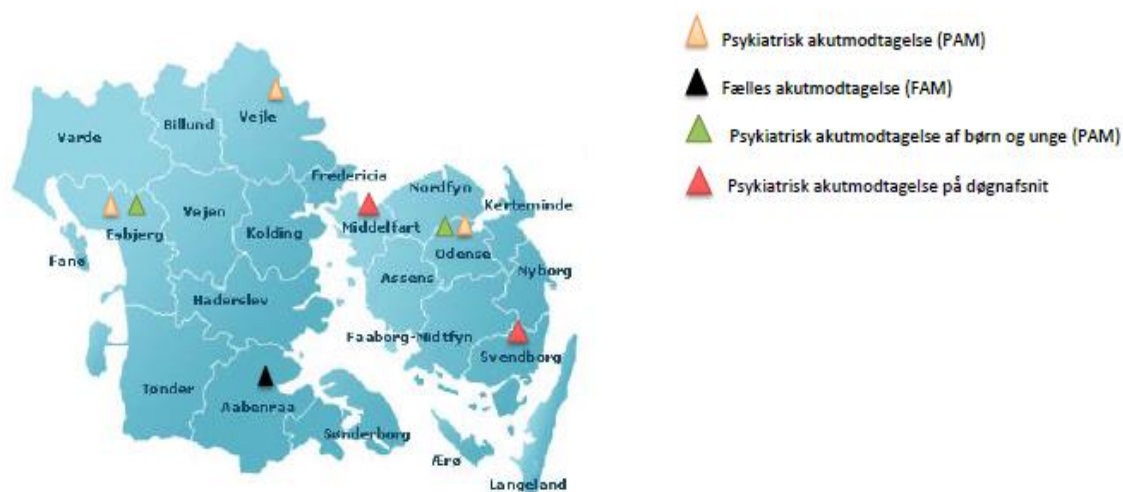 Psykiatrisk akutmodtagelse (PAM)
Fælles akutmodtagelse (FAM)
Psykiatrisk akutmodtagelse af børn og unge (PAM)
Psykiatrisk akutmodtagelse på døgnafsnit
Vejle
Billund
Varde
Fredericia
Nordfyn
Kerteminde
Vejen
Kolding
Middelfart
Esbjerg
Odense
Fanø
Nyborg
Assens
Haderslev
Faaborg-Midtfyn
Svendborg
Tønder
Aabenraa
Sønderborg
Ærø
Langeland